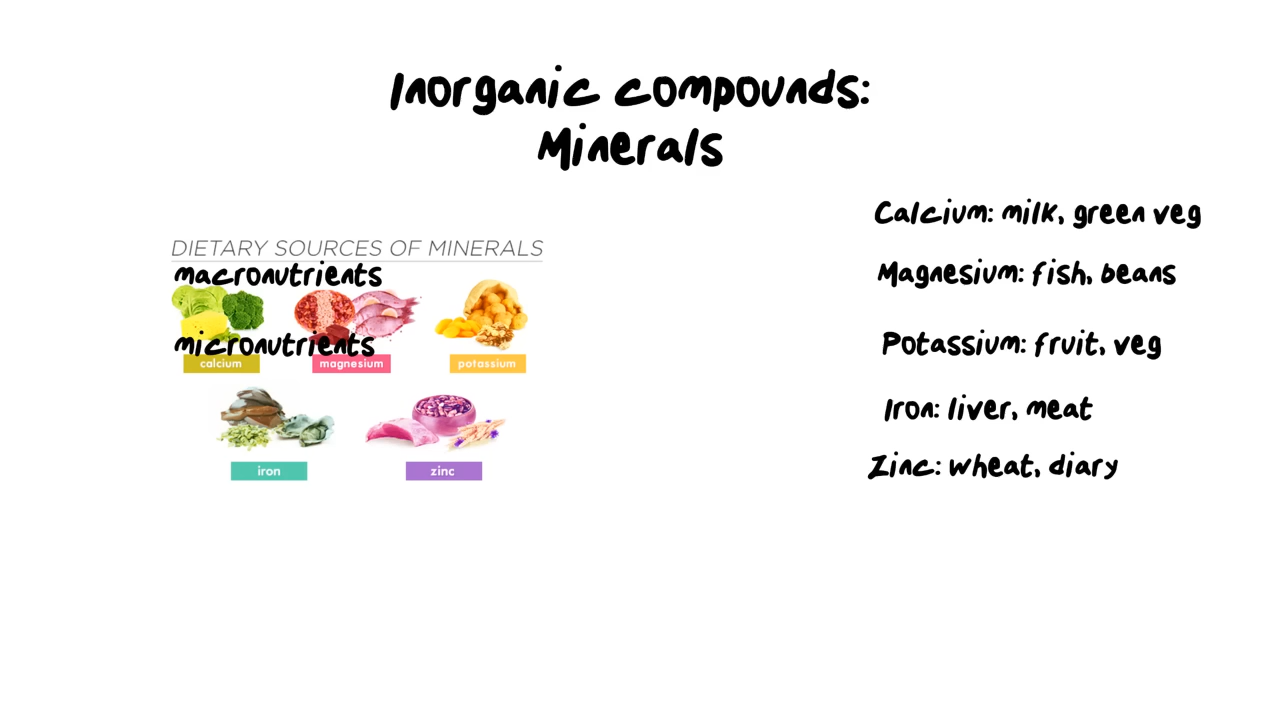 Inorganic compounds:
Minerals
DIETARY SOURCES OF MINERALS
macronutrients
micronutrients
calcium
magnesium
potassium
iron
zinc
Calcium: milk, green veg
Magnesium: fish, beans
Potassium: fruit, veg
Iron: liver, meat
Zinc: wheat, diary